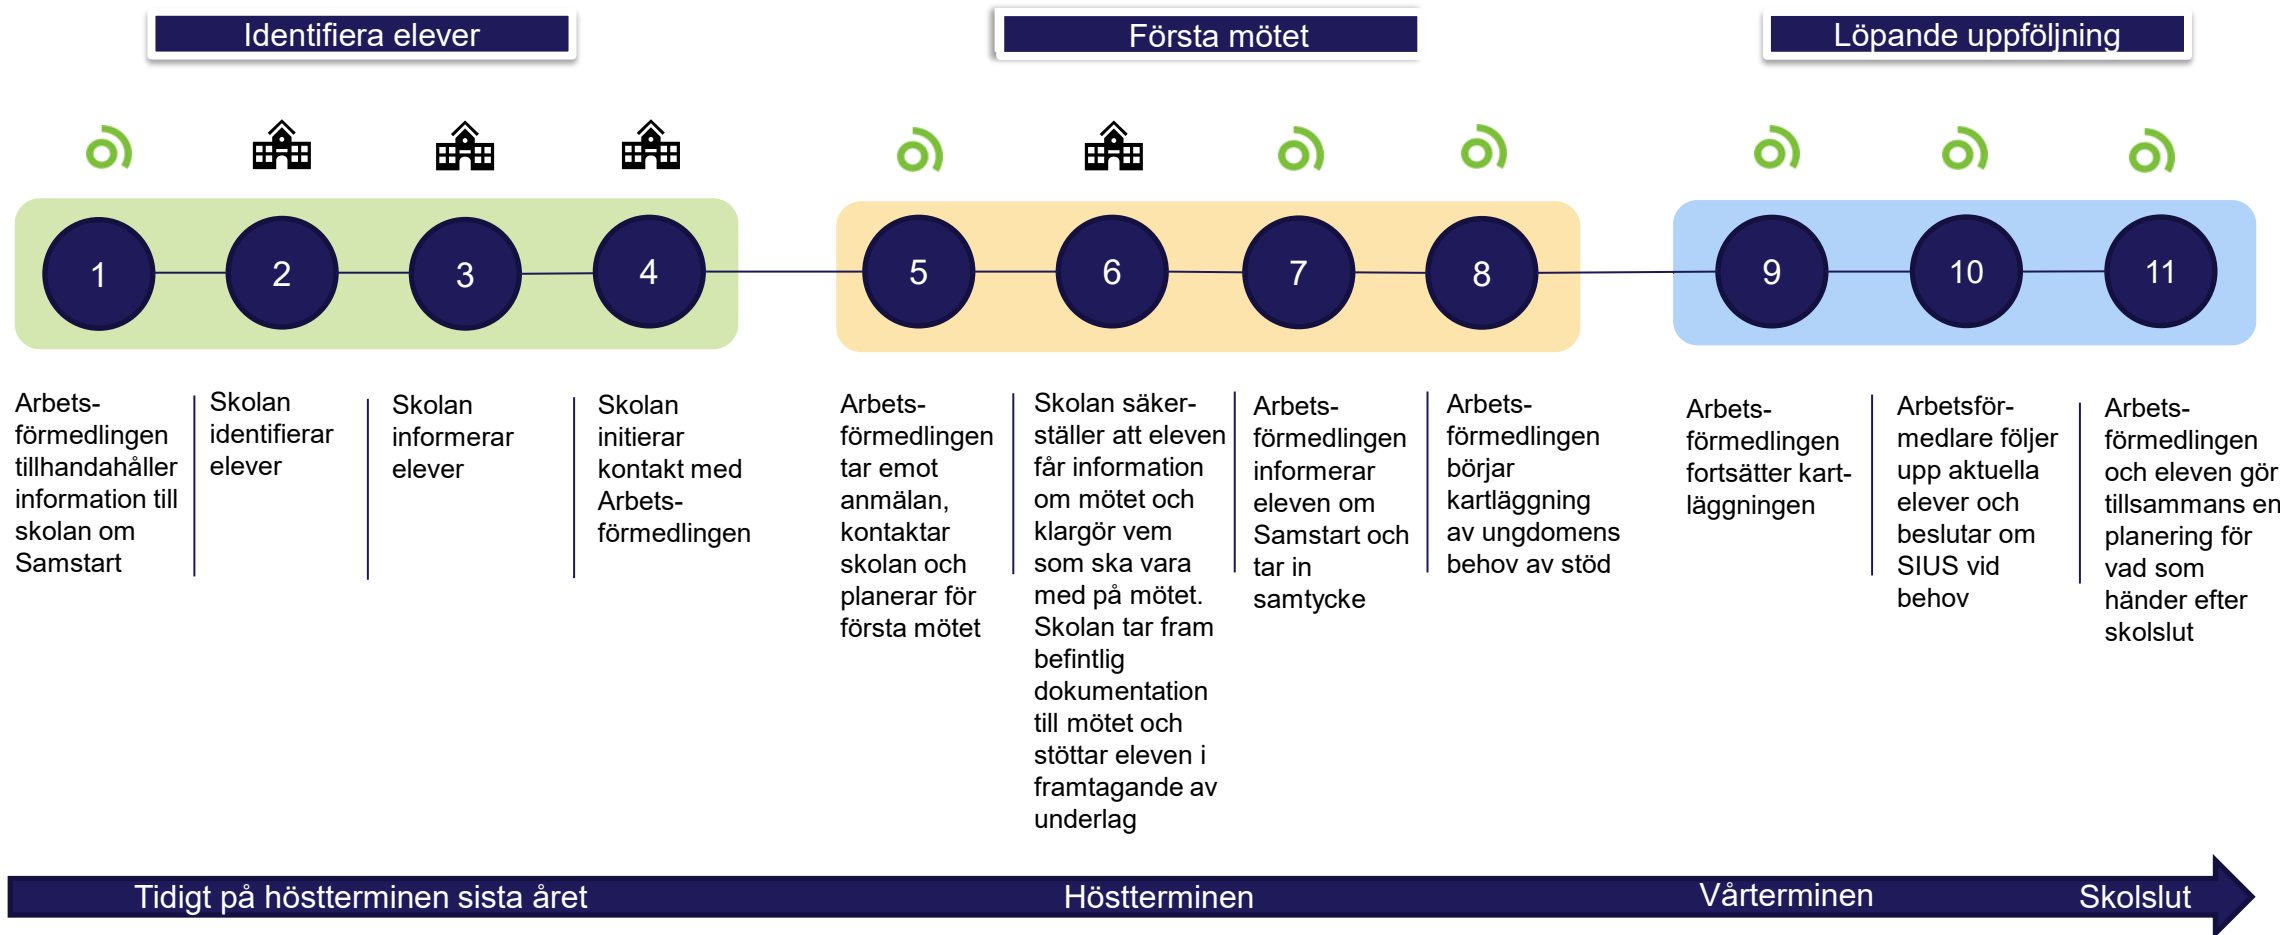 Identifiera elever
Första mötet
Löpande uppföljning
1
2
3
4
5
6
7
8
9
10
11
Arbets-
förmedlingen
tillhandahåller
information till
skolan om
Samstart
Skolan
identifierar
elever
Skolan
informerar
elever
Skolan
initierar
kontakt med
Arbets-
förmedlingen
Arbets-
förmedlingen
tar emot
anmälan,
kontaktar
skolan och
planerar för
första mötet
Skolan säker-
ställer att eleven
får information
om mötet och
klargör vem
som ska vara
med på mötet.
Skolan tar fram
befintlig
dokumentation
till mötet och
stöttar eleven i
framtagande av
underlag
Arbets-
förmedlingen
informerar
eleven om
Samstart och
tar in
samtycke
Arbets-
förmedlingen
börjar
kartläggning
av ungdomens
behov av stöd
Arbets-
förmedlingen
fortsätter kart-
läggningen
Arbetsför-
medlare följer
upp aktuella
elever och
beslutar om
SIUS vid
behov
Arbets-
förmedlingen
och eleven gör
tillsammans en
planering för
vad som
händer efter
skolslut
Tidigt på höstterminen sista året
Höstterminen
Vårterminen
Skolslut